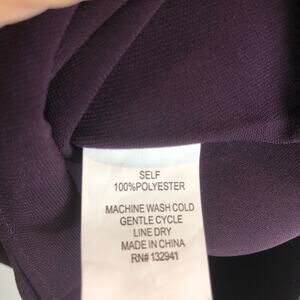 SELF
100%POLYESTER
MACHINE WASH COLD
GENTLE CYCLE
LINE DRY
MADE IN CHINA
RN# 132941